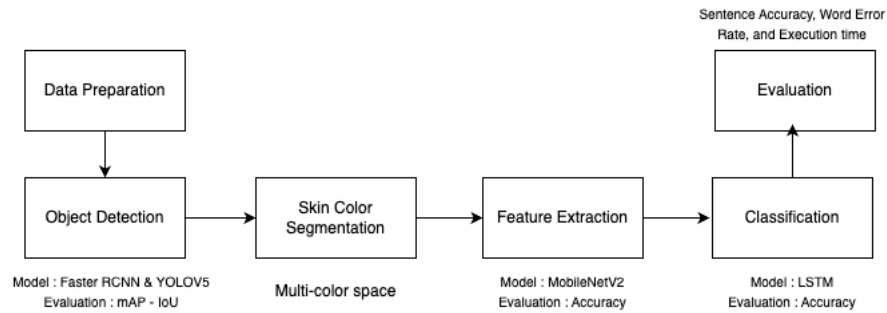 Sentence Accuracy, Word Error
Rate, and Execution time
Data Preparation
Evaluation
Object Detection
Skin Color
Segmentation
Feature Extraction
Classification
Model : Faster RCNN & YOLOV5
Evaluation : mAP - IoU
Multi-color space
Model : MobileNetV2
Evaluation : Accuracy
Model : LSTM
Evaluation : Accuracy